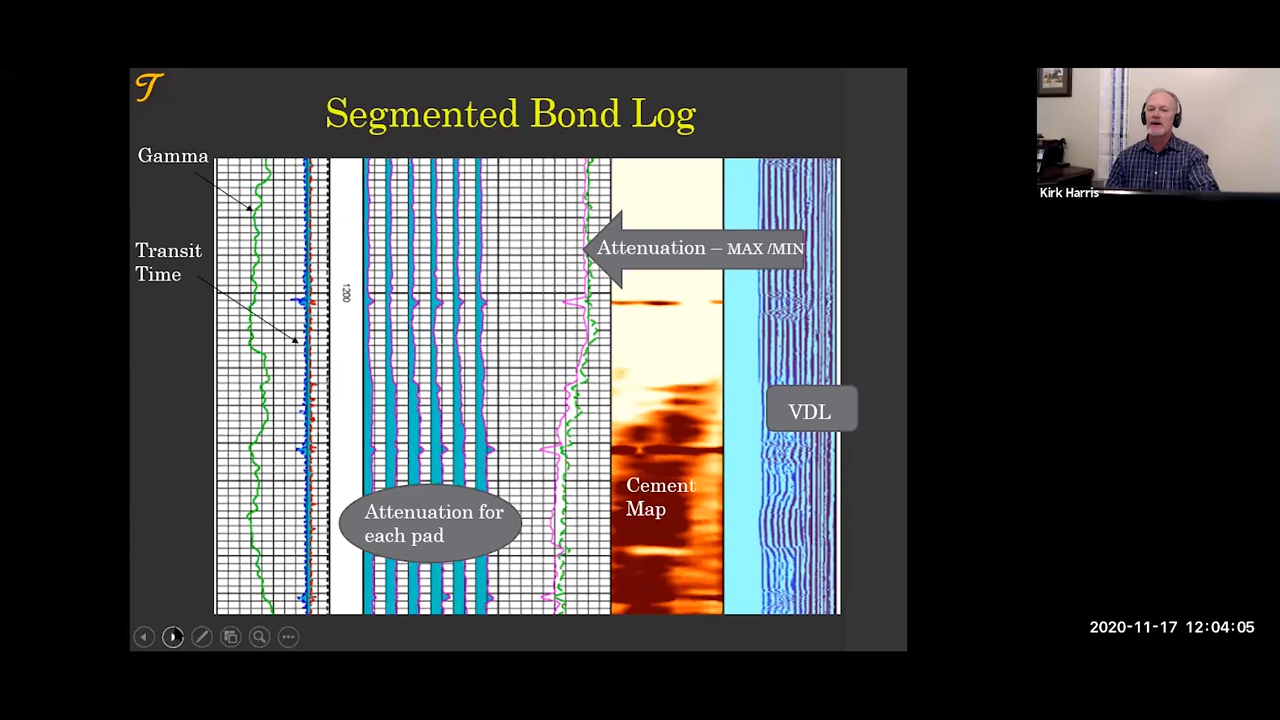 T
Segmented Bond Log
Gamma
Transit
Time
1200
Attenuation – MAX /MIN
VDL
Attenuation for
each pad
Cement
Map
Kirk Harris
2020-11-17 12:04:05